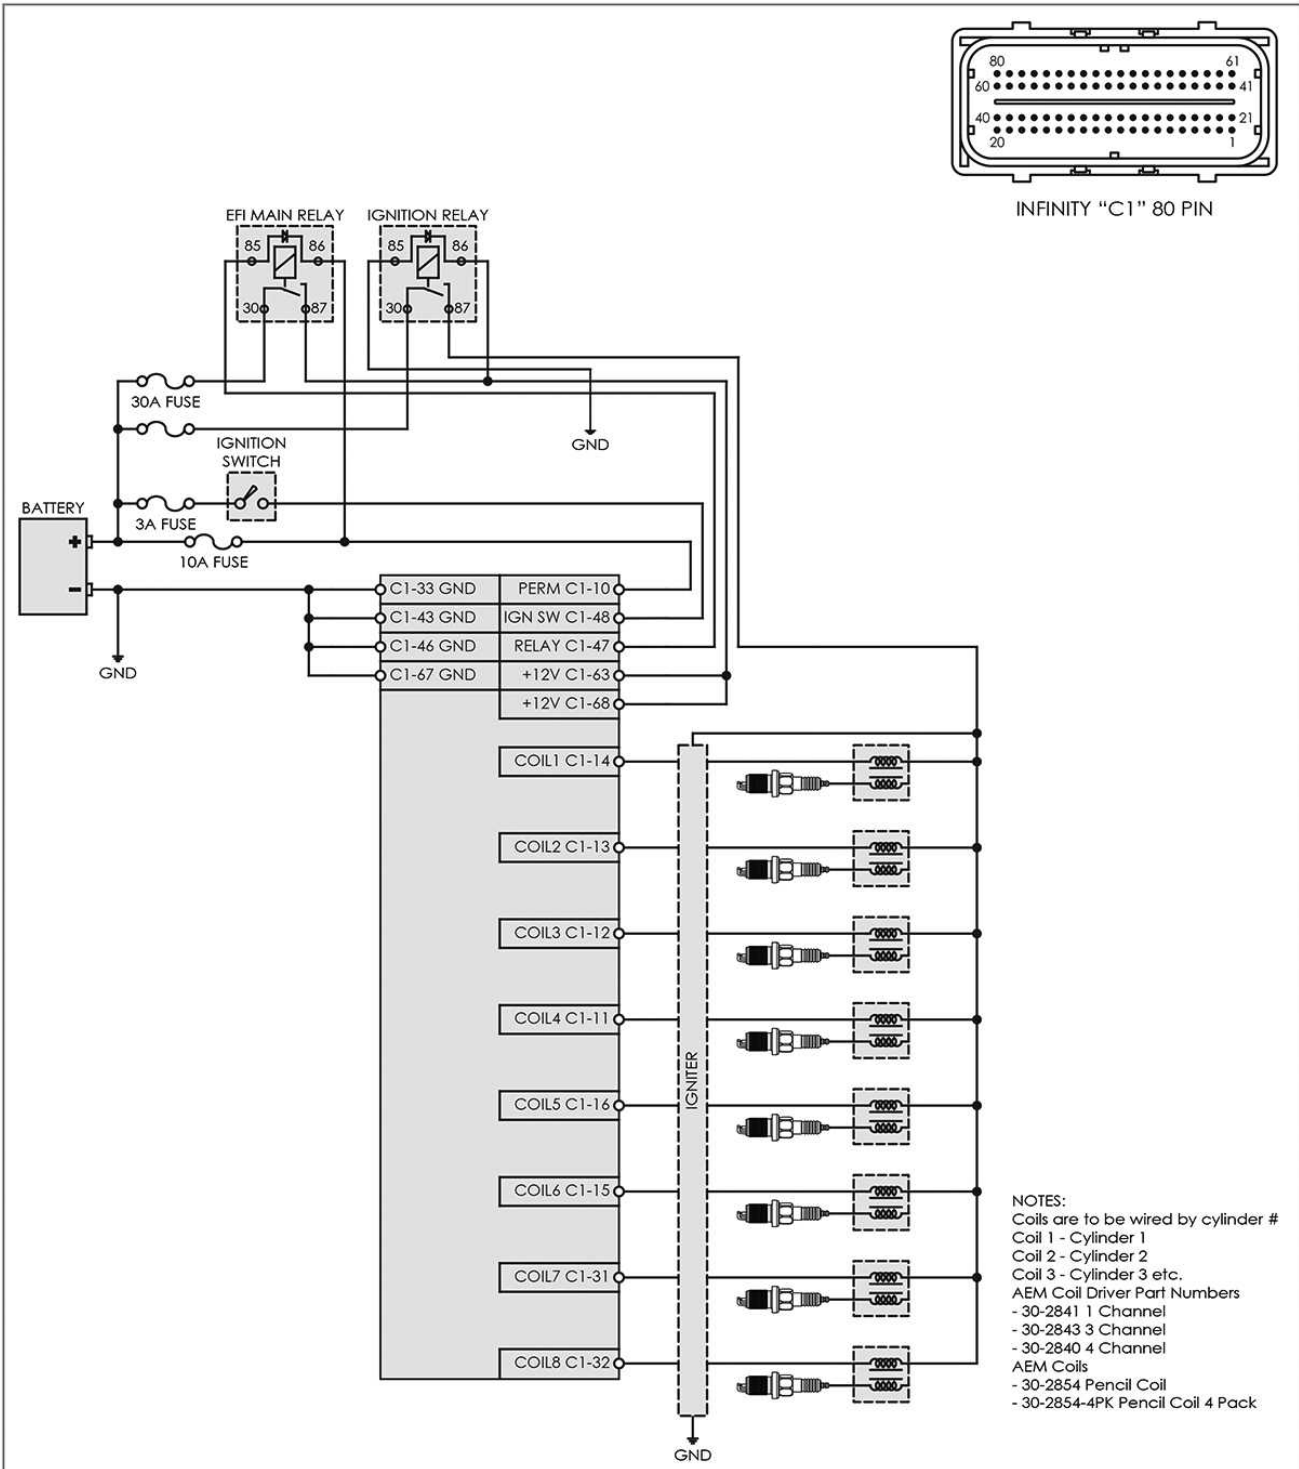 80
61
60
41
40
21
20
1
INFINITY “C1” 80 PIN
EFI MAIN RELAY
IGNITION RELAY
85
86
85
86
30
87
30
87
30A FUSE
GND
IGNITION
SWITCH
BATTERY
3A FUSE
+
10A FUSE
-
GND
C1-33 GND
PERM C1-10
C1-43 GND
IGN SW C1-48
C1-46 GND
RELAY C1-47
C1-67 GND
+12V C1-63
+12V C1-68
COIL1 C1-14
COIL2 C1-13
COIL3 C1-12
COIL4 C1-11
COIL5 C1-16
COIL6 C1-15
COIL7 C1-31
COIL8 C1-32
IGNITER
GND
NOTES:
Coils are to be wired by cylinder #
Coil 1 - Cylinder 1
Coil 2 - Cylinder 2
Coil 3 - Cylinder 3 etc.
AEM Coil Driver Part Numbers
- 30-2841 1 Channel
- 30-2843 3 Channel
- 30-2840 4 Channel
AEM Coils
- 30-2854 Pencil Coil
- 30-2854-4PK Pencil Coil 4 Pack